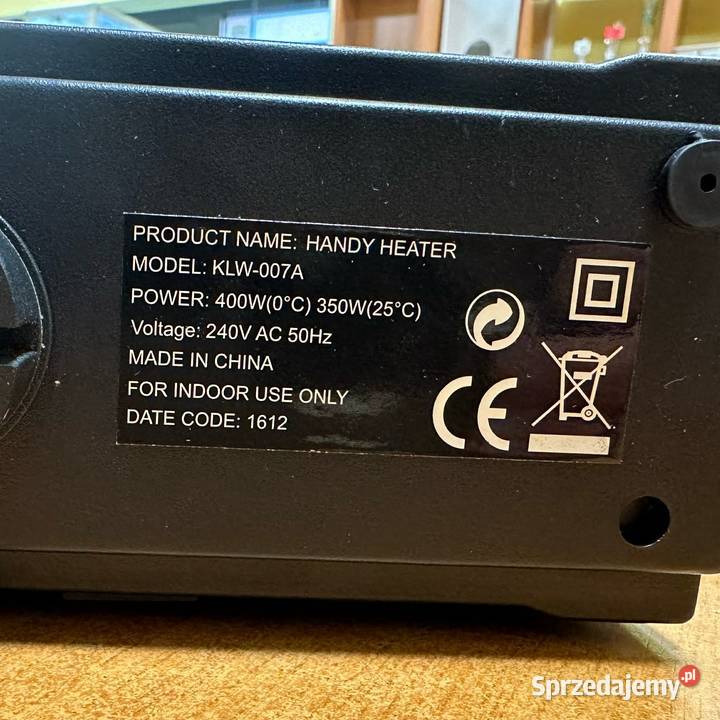 PRODUCT NAME: HANDY HEATER
MODEL: KLW-007A
POWER: 400W(0°C) 350W(25°C)
Voltage: 240V AC 50Hz
MADE IN CHINA
FOR INDOOR USE ONLY
DATE CODE: 1612
CE
Sprzedajemy.pl